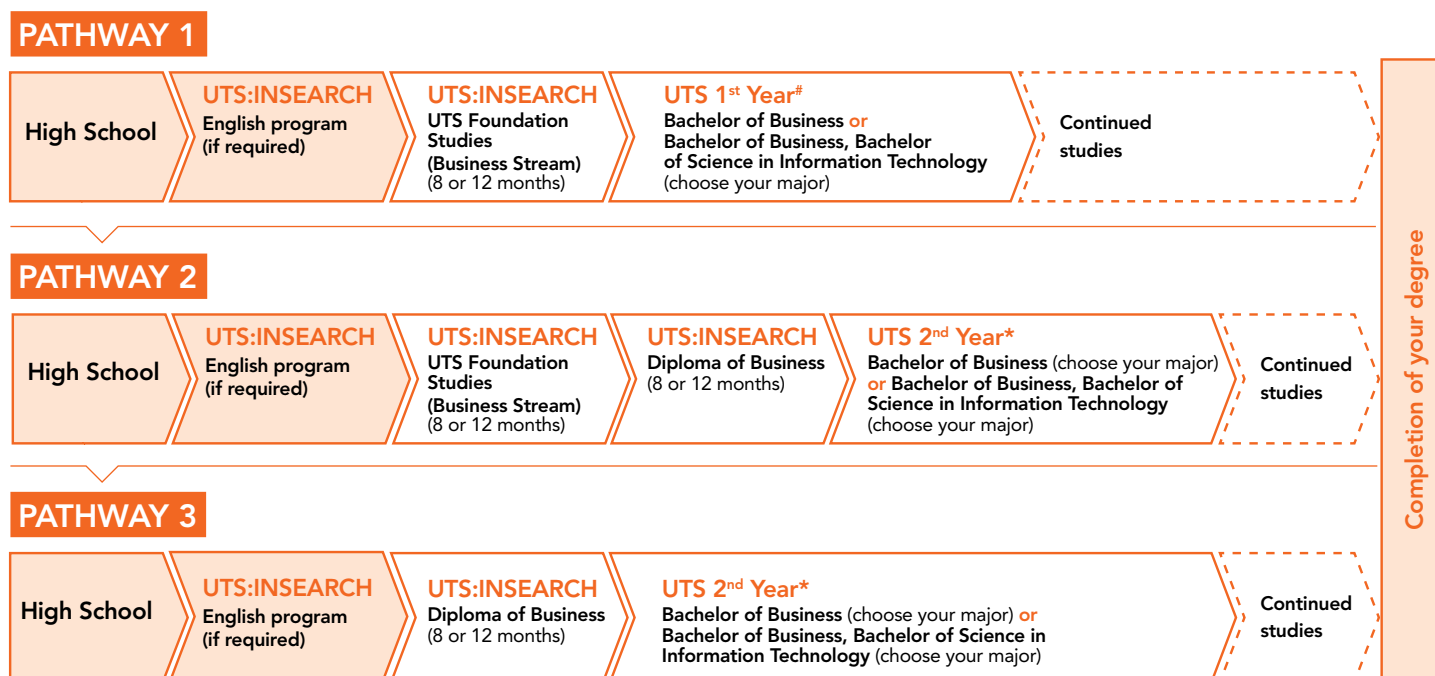 PATHWAY 1
High School
UTS:INSEARCH
English program
(if required)
UTS:INSEARCH
UTS Foundation
Studies
(Business Stream)
(8 or 12 months)
UTS 1st Year#
Bachelor of Business or
Bachelor of Business, Bachelor
of Science in Information Technology
(choose your major)
Continued
studies
PATHWAY 2
High School
UTS:INSEARCH
English program
(if required)
UTS:INSEARCH
UTS Foundation
Studies
(Business Stream)
(8 or 12 months)
UTS:INSEARCH
Diploma of Business
(8 or 12 months)
UTS 2nd Year*
Bachelor of Business (choose your major)
or Bachelor of Business, Bachelor of
Science in Information Technology
(choose your major)
Continued
studies
PATHWAY 3
High School
UTS:INSEARCH
English program
(if required)
UTS:INSEARCH
Diploma of Business
(8 or 12 months)
UTS 2nd Year*
Bachelor of Business (choose your major) or
Bachelor of Business, Bachelor of Science in
Information Technology (choose your major)
Continued
studies
Completion of your degree